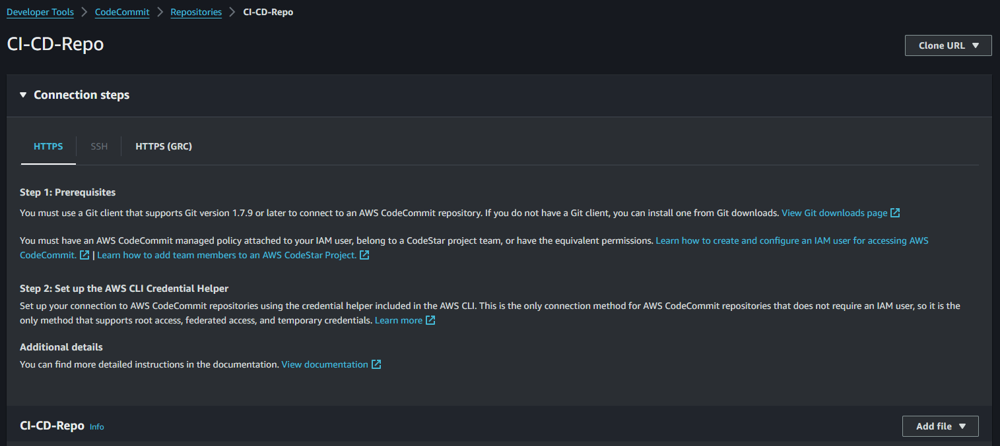 Developer Tools > CodeCommit > Repositories > CI-CD-Repo
CI-CD-Repo
Clone URL
Connection steps
HTTPS
SSH
HTTPS (GRC)
Step 1: Prerequisites
You must use a Git client that supports Git version 1.7.9 or later to connect to an AWS CodeCommit repository. If you do not have a Git client, you can install one from Git downloads. View Git downloads page
You must have an AWS CodeCommit managed policy attached to your IAM user, belong to a CodeStar project team, or have the equivalent permissions. Learn how to create and configure an IAM user for accessing AWS
CodeCommit. | Learn how to add team members to an AWS CodeStar Project.
Step 2: Set up the AWS CLI Credential Helper
Set up your connection to AWS CodeCommit repositories using the credential helper included in the AWS CLI. This is the only connection method for AWS CodeCommit repositories that does not require an IAM user, so it is the
only method that supports root access, federated access, and temporary credentials. Learn more
Additional details
You can find more detailed instructions in the documentation. View documentation
CI-CD-Repo Info
Add file